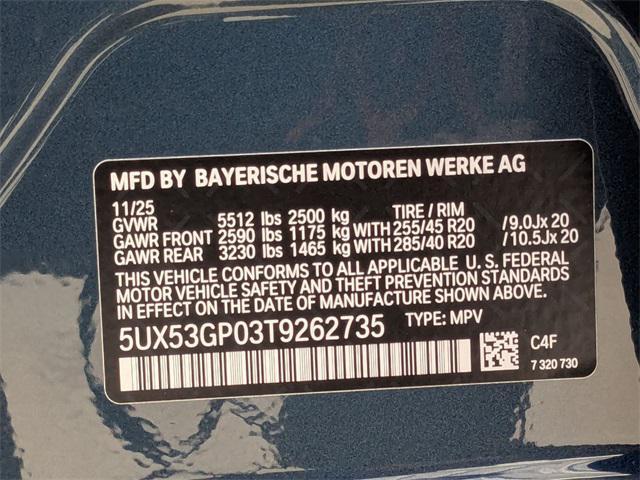 MFD BY BAYERISCHE MOTOREN WERKE AG
11/25
GVWR 5512 lbs 2500 kg TIRE / RIM
GAWR FRONT 2590 lbs 1175 kg WITH 255/45 R20 /9.0Jx 20
GAWR REAR 3230 lbs 1465 kg WITH 285/40 R20 / 10.5Jx 20
THIS VEHICLE CONFORMS TO ALL APPLICABLE U. S. FEDERAL
MOTOR VEHICLE SAFETY AND THEFT PREVENTION STANDARDS
IN EFFECT ON THE DATE OF MANUFACTURE SHOWN ABOVE.
5UX53GP03T9262735 TYPE: MPV
C4F
7 320 730